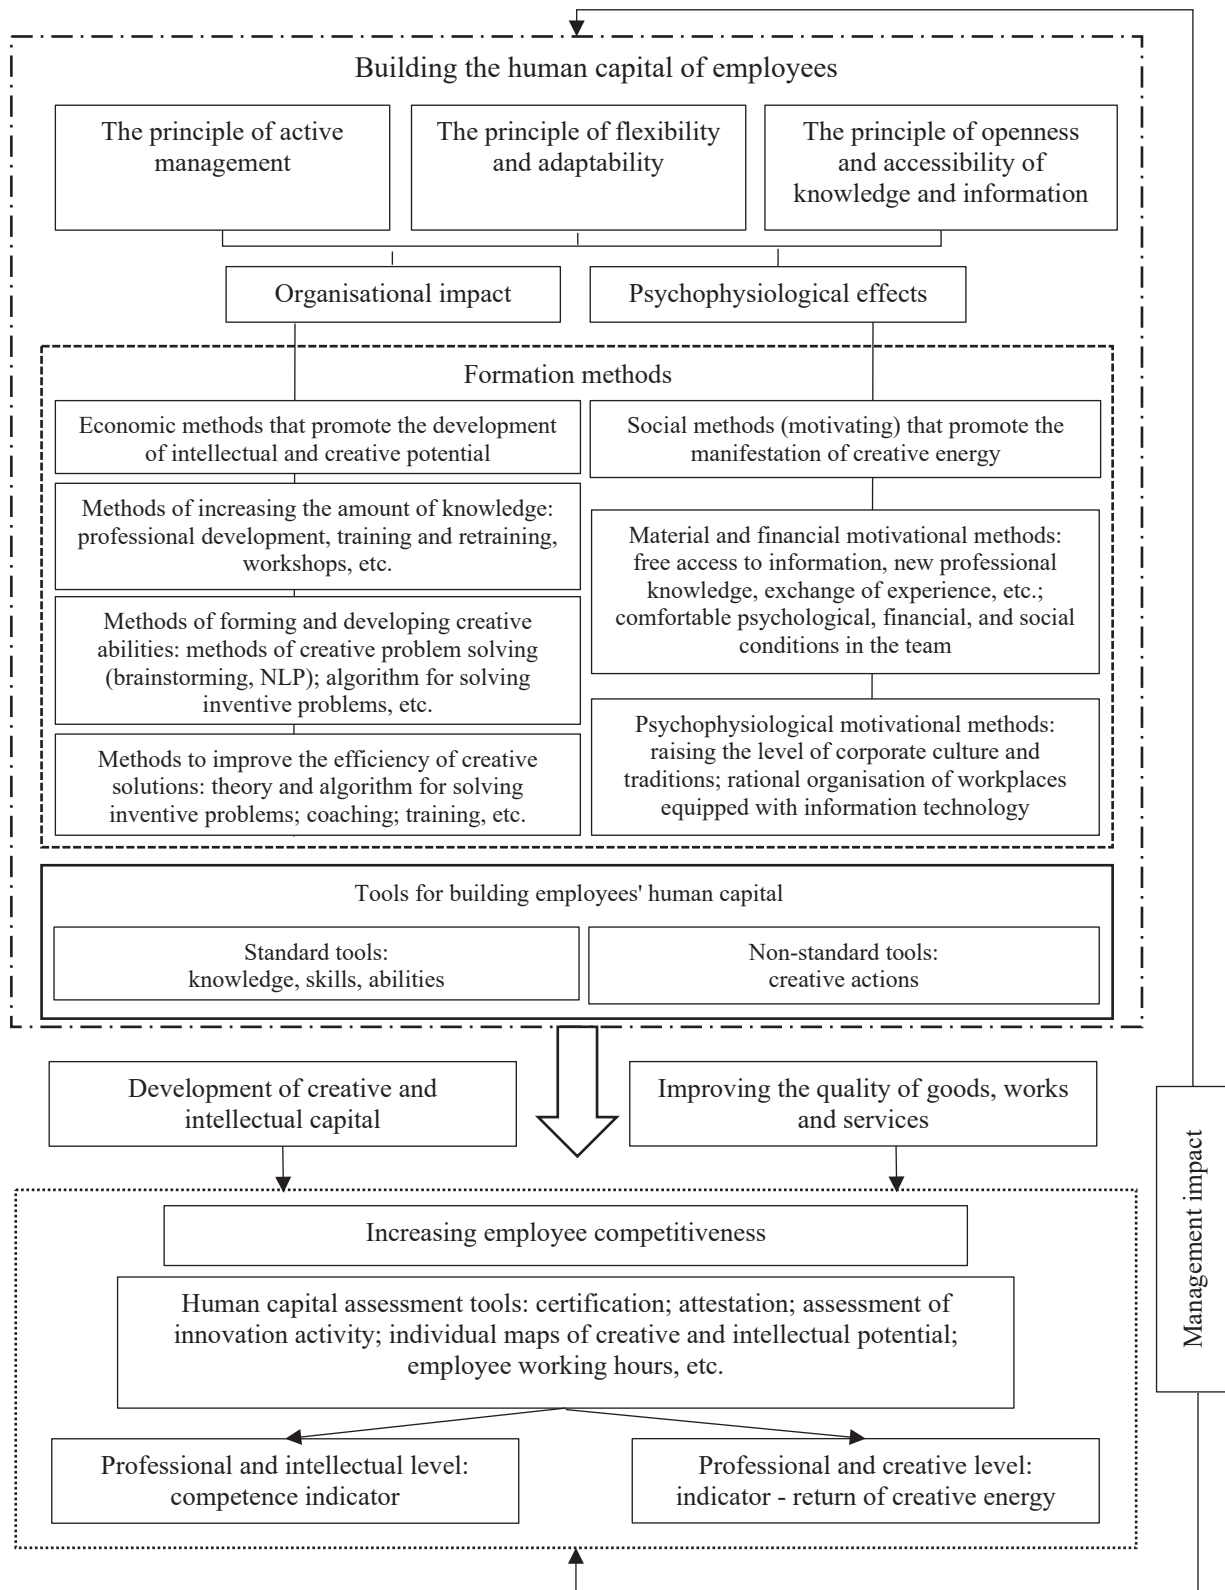 Building the human capital of employees
The principle of active
management
The principle of flexibility
and adaptability
The principle of openness
and accessibility of
knowledge and information
Organisational impact
Psychophysiological effects
Formation methods
Economic methods that promote the development
of intellectual and creative potential
Methods of increasing the amount of knowledge:
professional development, training and retraining,
workshops, etc.
Methods of forming and developing creative
abilities: methods of creative problem solving
(brainstorming, NLP); algorithm for solving
inventive problems, etc.
Methods to improve the efficiency of creative
solutions: theory and algorithm for solving
inventive problems; coaching; training, etc.
Social methods (motivating) that promote the
manifestation of creative energy
Material and financial motivational methods:
free access to information, new professional
knowledge, exchange of experience, etc.;
comfortable psychological, financial, and social
conditions in the team
Psychophysiological motivational methods:
raising the level of corporate culture and
traditions; rational organisation of workplaces
equipped with information technology
Tools for building employees' human capital
Standard tools:
knowledge, skills, abilities
Non-standard tools:
creative actions
Development of creative and
intellectual capital
Improving the quality of goods, works
and services
Management impact
Increasing employee competitiveness
Human capital assessment tools: certification; attestation; assessment of
innovation activity; individual maps of creative and intellectual potential;
employee working hours, etc.
Professional and intellectual level:
competence indicator
Professional and creative level:
indicator - return of creative energy